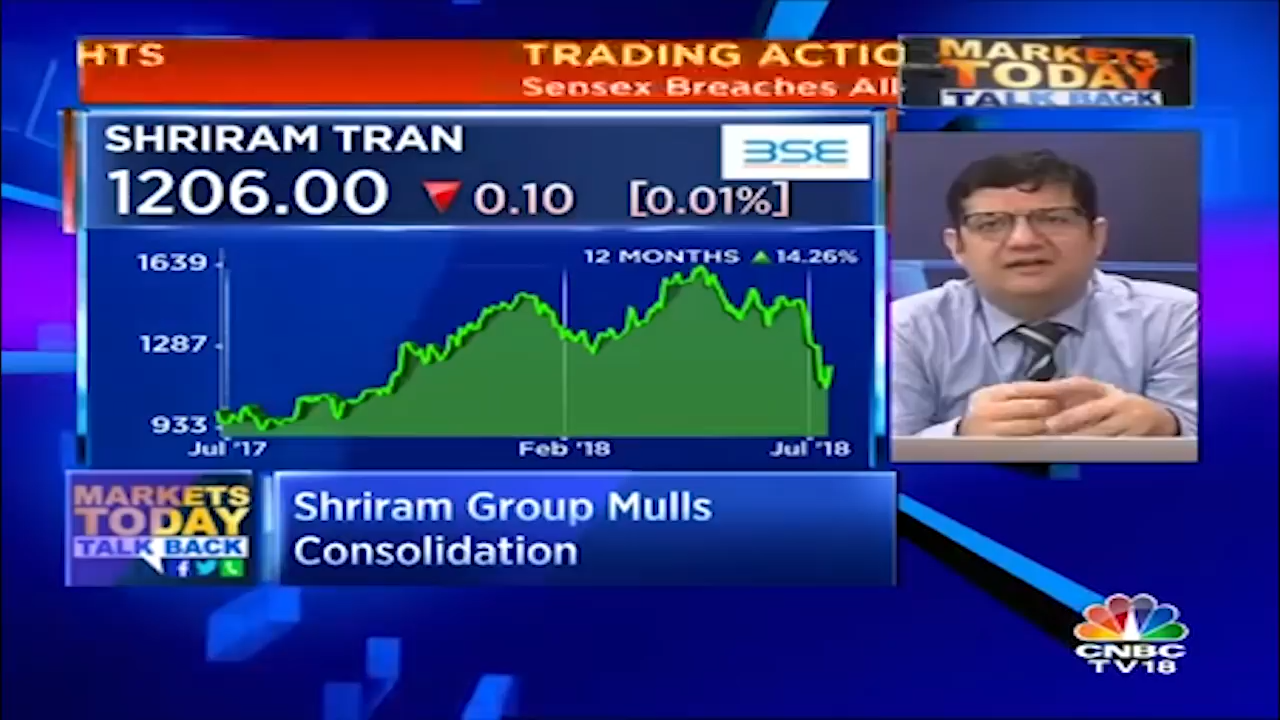 HTS TRADING ACTIO
Sensex Breaches All
MARKETS
TODAY
TALK BACK
SHRIRAM TRAN
BSE
1206.00 ▼ 0.10 [0.01%]
12 MONTHS ▲ 14.26%
1639
1287
933
Jul '17 Feb '18 Jul '18
MARKETS
TODAY
TALK BACK
Shriram Group Mulls
Consolidation
CNBC
TV18